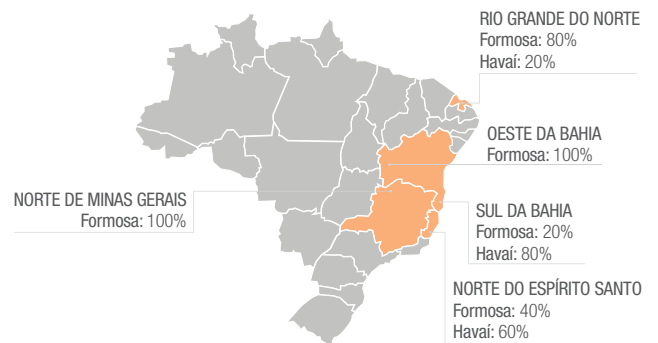 RIO GRANDE DO NORTE
Formosa: 80%
Havaí: 20%
OESTE DA BAHIA
Formosa: 100%
NORTE DE MINAS GERAIS
Formosa: 100%
SUL DA BAHIA
Formosa: 20%
Havaí: 80%
NORTE DO ESPÍRITO SANTO
Formosa: 40%
Havaí: 60%